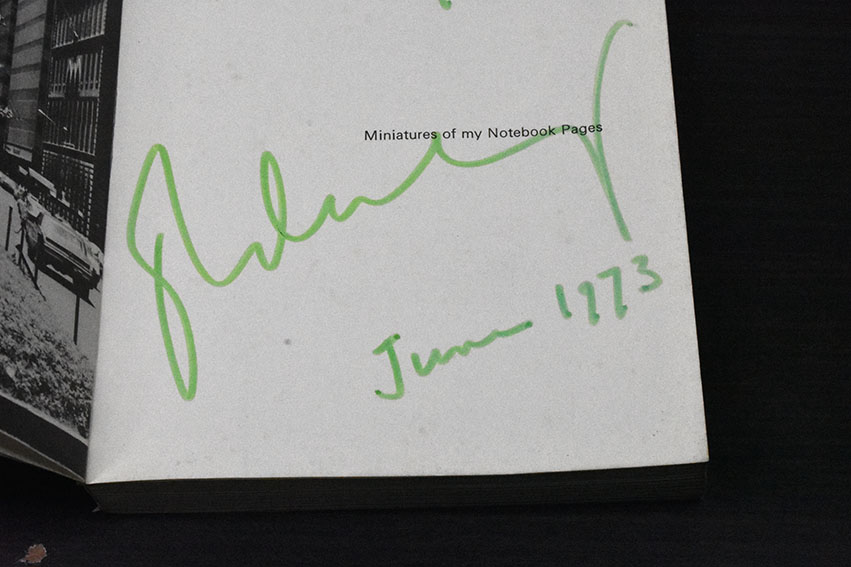 Miniatures of my Notebook Pages
June 1973